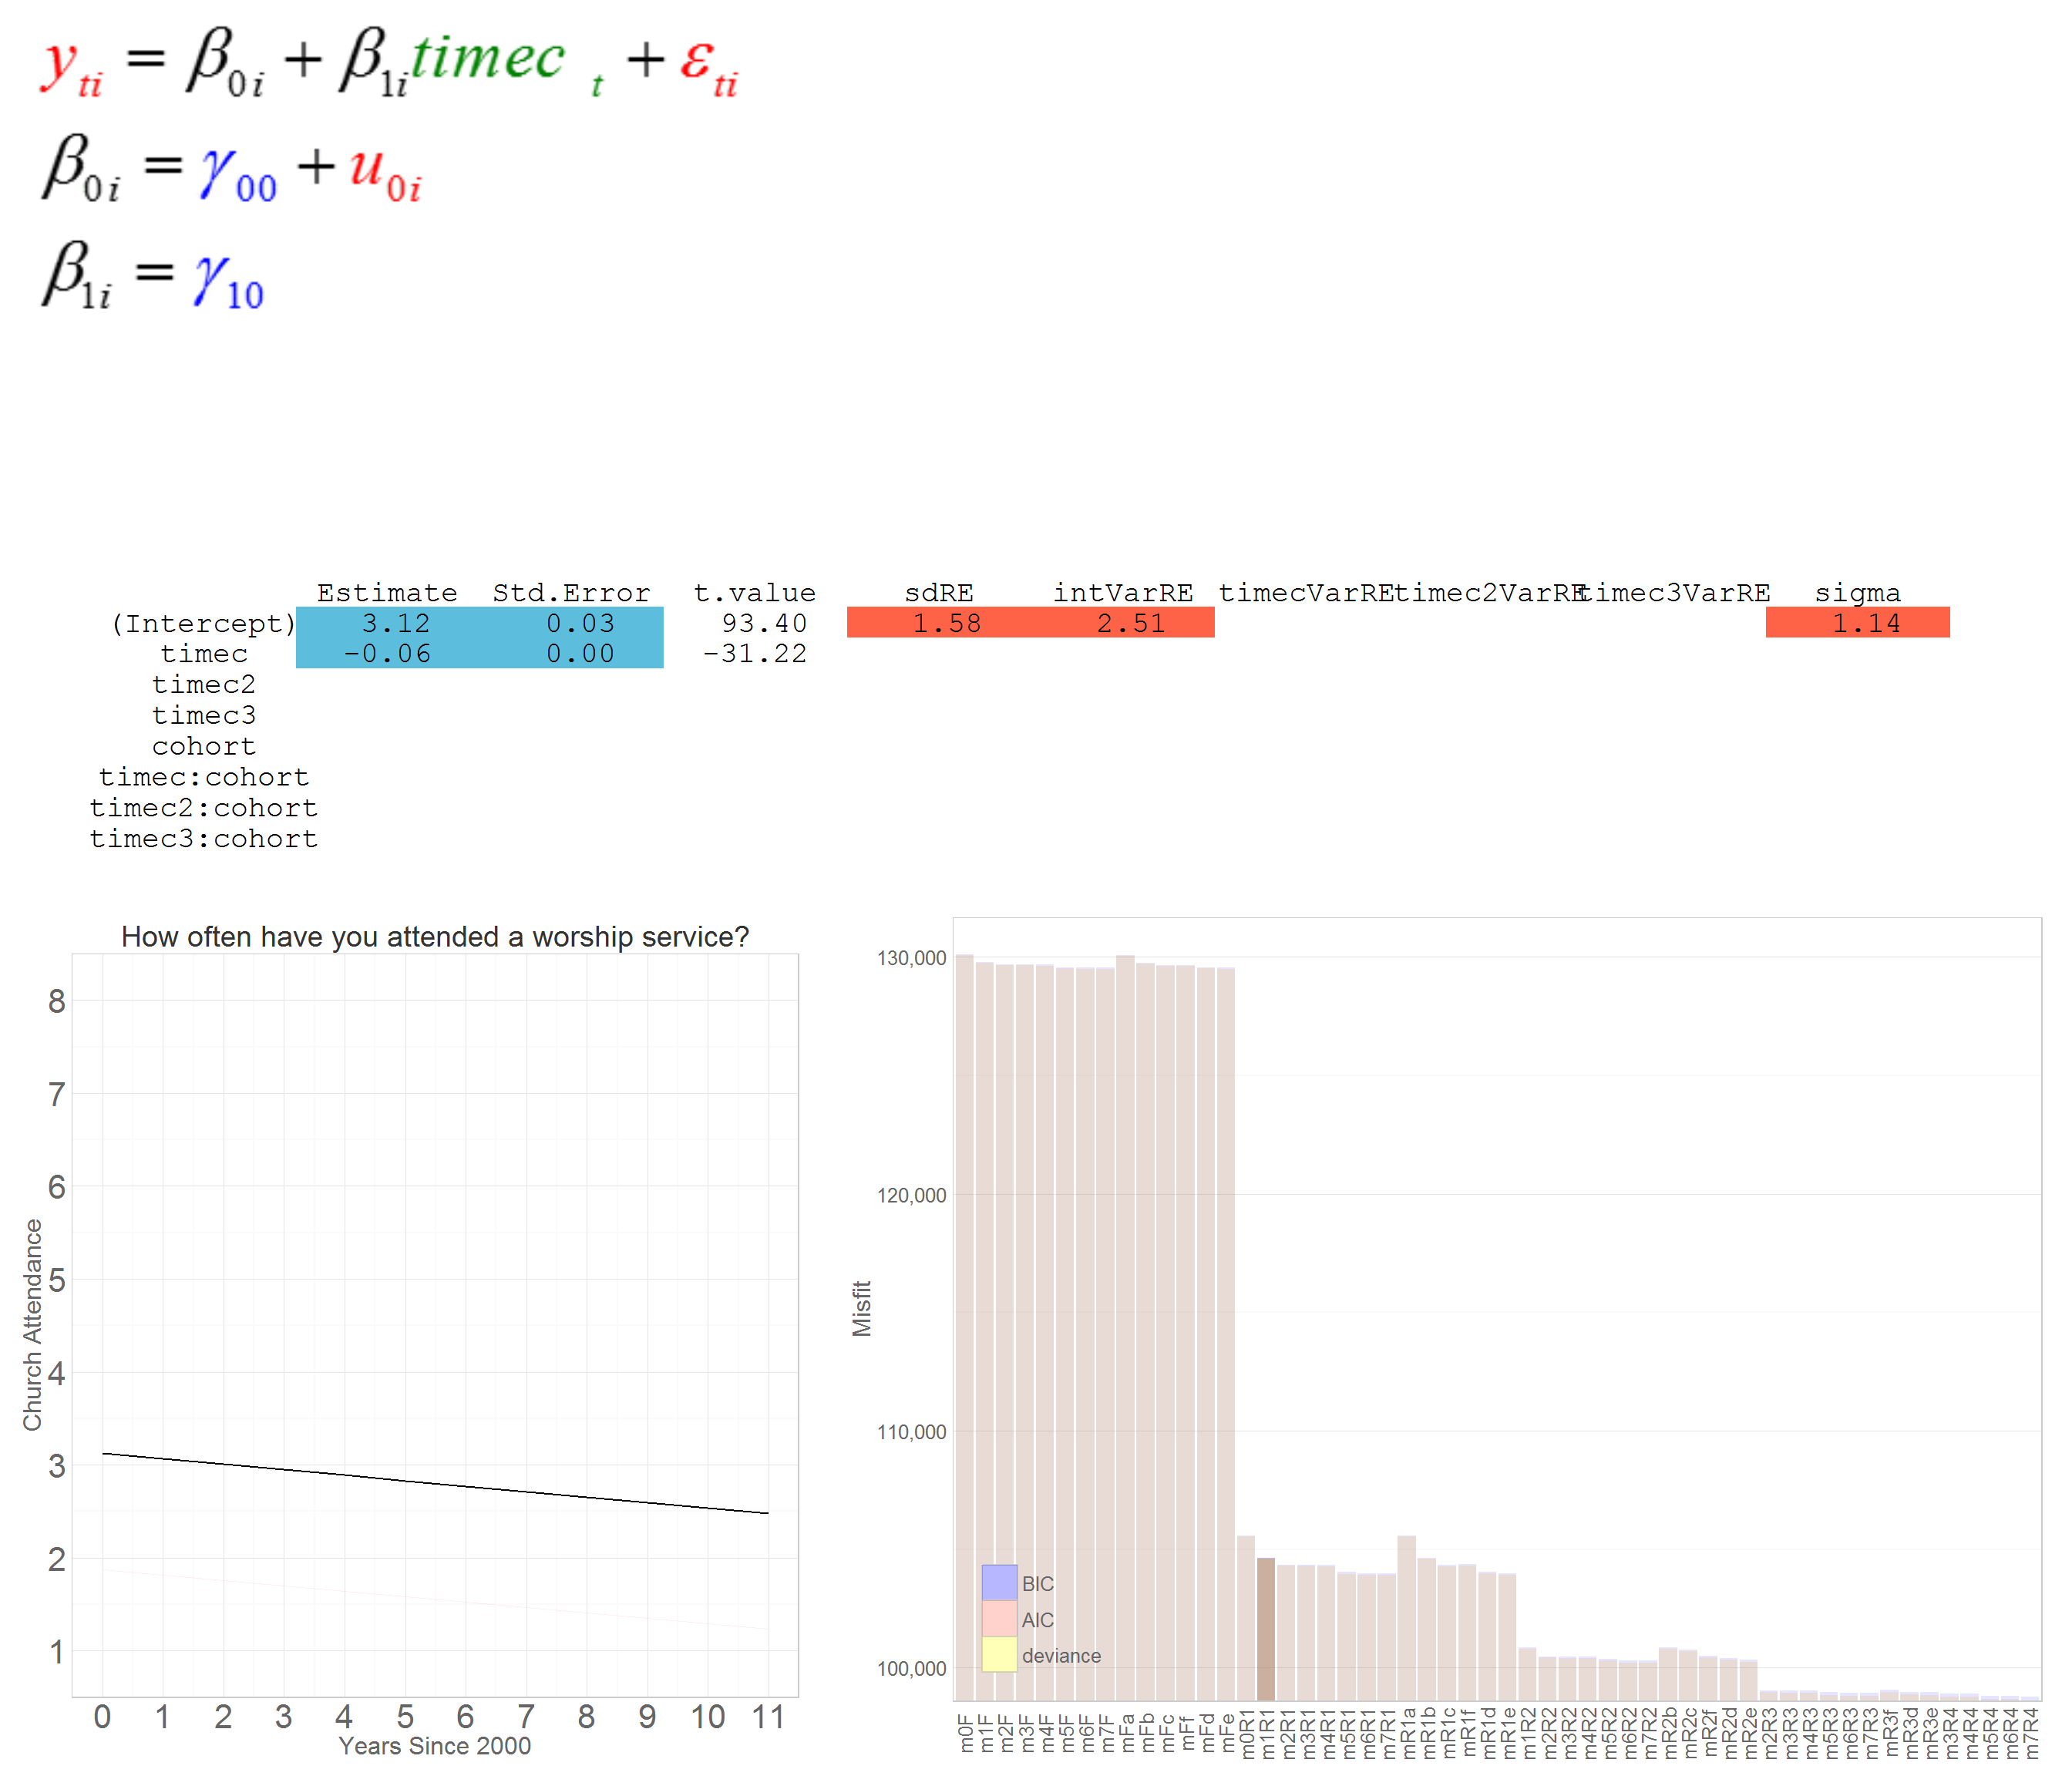 y_ti = β_0i + β_1i timec_t + ε_ti
β_0i = γ_00 + u_0i
β_1i = γ_10
Estimate Std.Error t.value sdRE intVarRE timecVarRE timec2VarRE timec3VarRE sigma
(Intercept) 3.12 0.03 93.40 1.58 2.51 1.14
timec -0.06 0.00 -31.22
timec2
timec3
cohort
timec:cohort
timec2:cohort
timec3:cohort
How often have you attended a worship service?
Church Attendance
8
7
6
5
4
3
2
1
0 1 2 3 4 5 6 7 8 9 10 11
Years Since 2000
Misfit
130,000
120,000
110,000
100,000
BIC
AIC
deviance
m0F m1F m2F m3F m4F m5F m6F m7F mFa mFb mFc mFf mFd mFe m0R1 m1R1 m2R1 m3R1 m4R1 m5R1 m6R1 m7R1 mR1a mR1b mR1c mR1f mR1d mR1e m1R2 m2R2 m3R2 m4R2 m5R2 m6R2 m7R2 mR2b mR2c mR2f mR2d mR2e m2R3 m3R3 m4R3 m5R3 m6R3 m7R3 mR3f mR3d mR3e m3R4 m4R4 m5R4 m6R4 m7R4